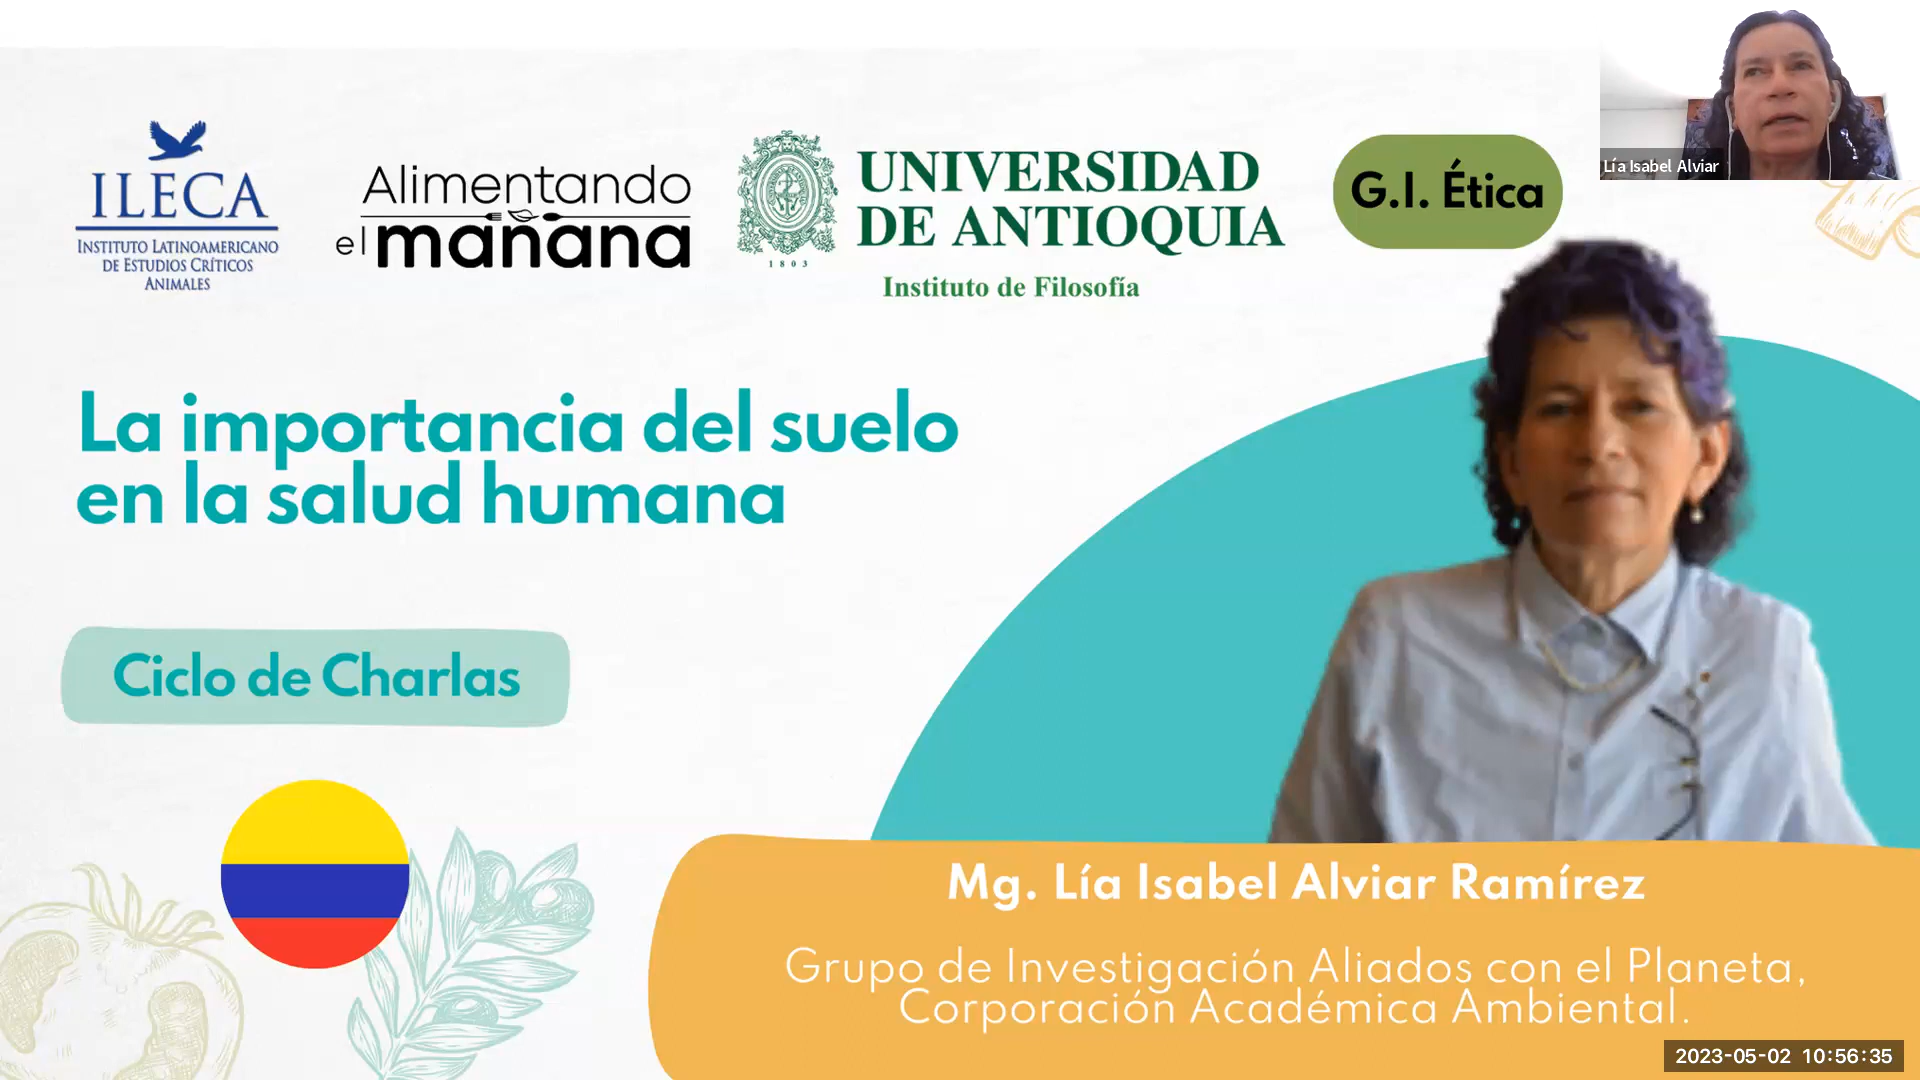 ILECA
INSTITUTO LATINOAMERICANO
DE ESTUDIOS CRÍTICOS
ANIMALES
Alimentando
el mañana
UNIVERSIDAD
DE ANTIOQUIA
1803
Instituto de Filosofía
G.I. Ética
Lía Isabel Alviar
La importancia del suelo
en la salud humana
Ciclo de Charlas
Mg. Lía Isabel Alviar Ramírez
Grupo de Investigación Aliados con el Planeta,
Corporación Académica Ambiental.
2023-05-02 10:56:35